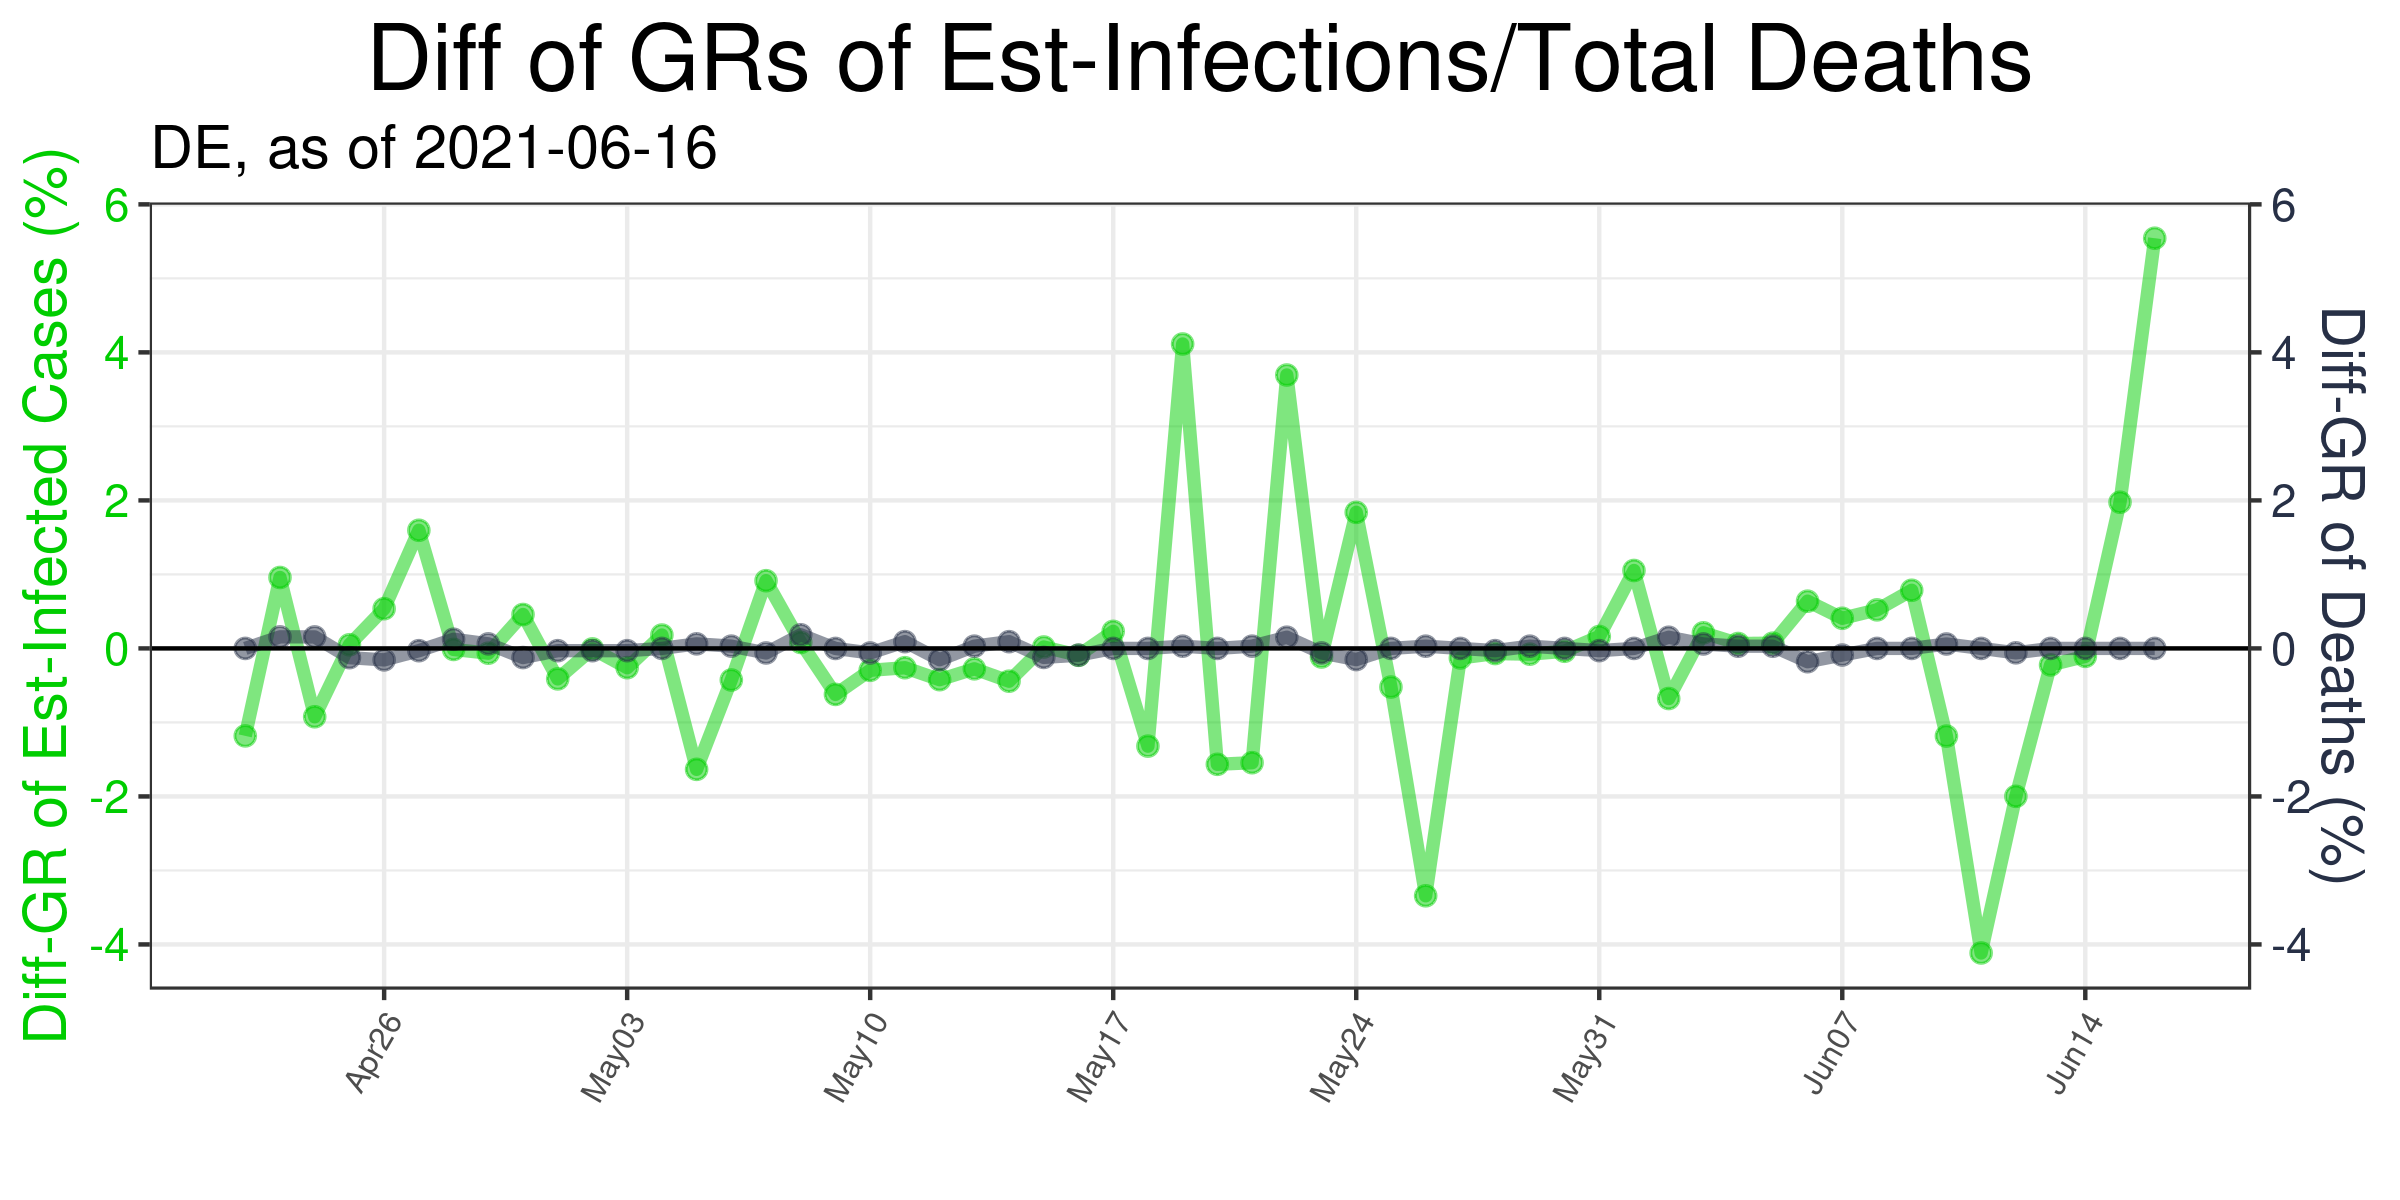 Diff of GRs of Est-Infections/Total Deaths
DE, as of 2021-06-16
Diff-GR of Est-Infected Cases (%)
6
4
2
0
-2
-4
6
4
2
0
-2
-4
Diff-GR of Deaths (%)
Apr26
May03
May10
May17
May24
May31
Jun07
Jun14